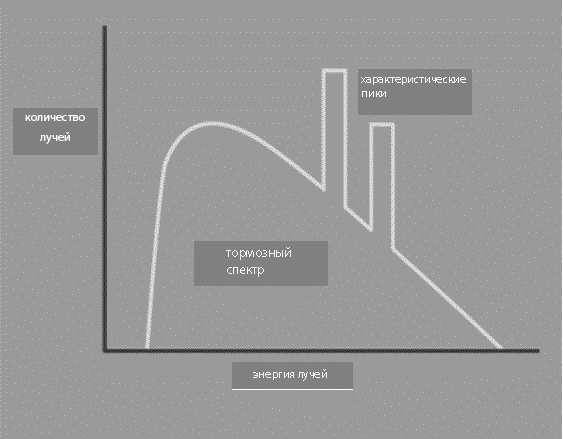 характеристические
пики
количество
лучей
тормозный
спектр
энергия лучей